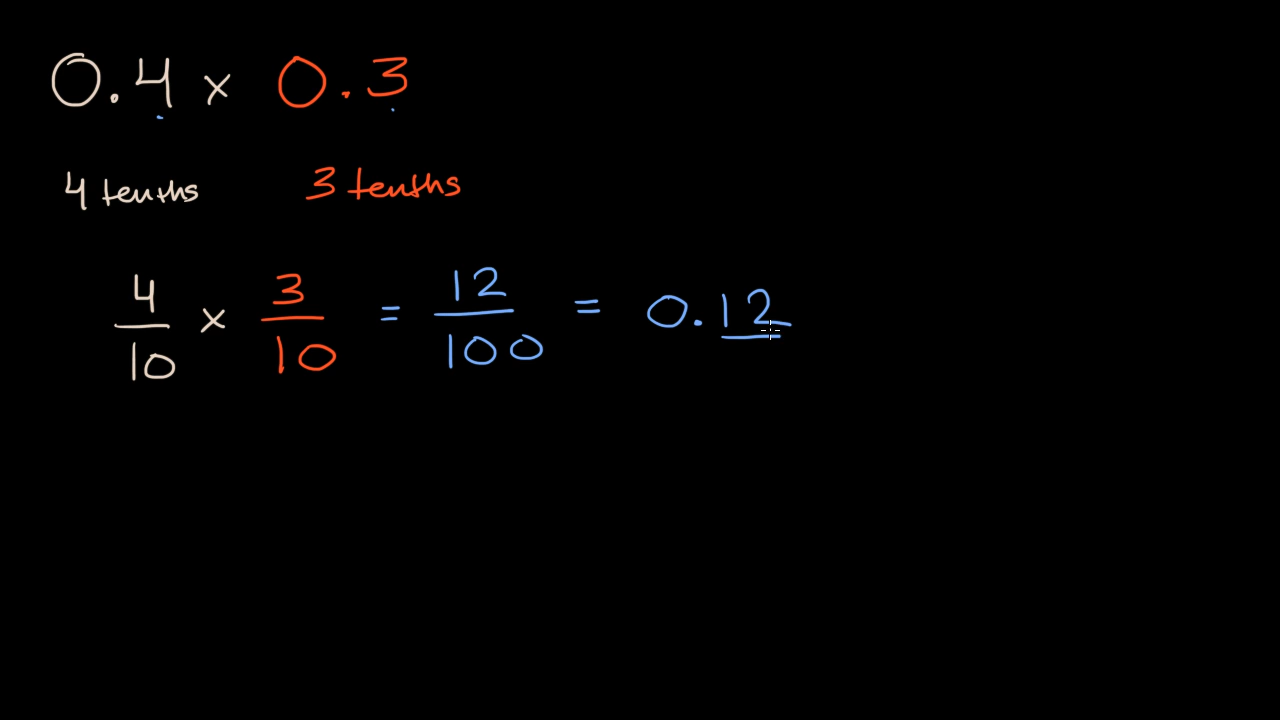 0.4 x 0.3
4 tenths 3 tenths
4/10 x 3/10 = 12/100 = 0.12